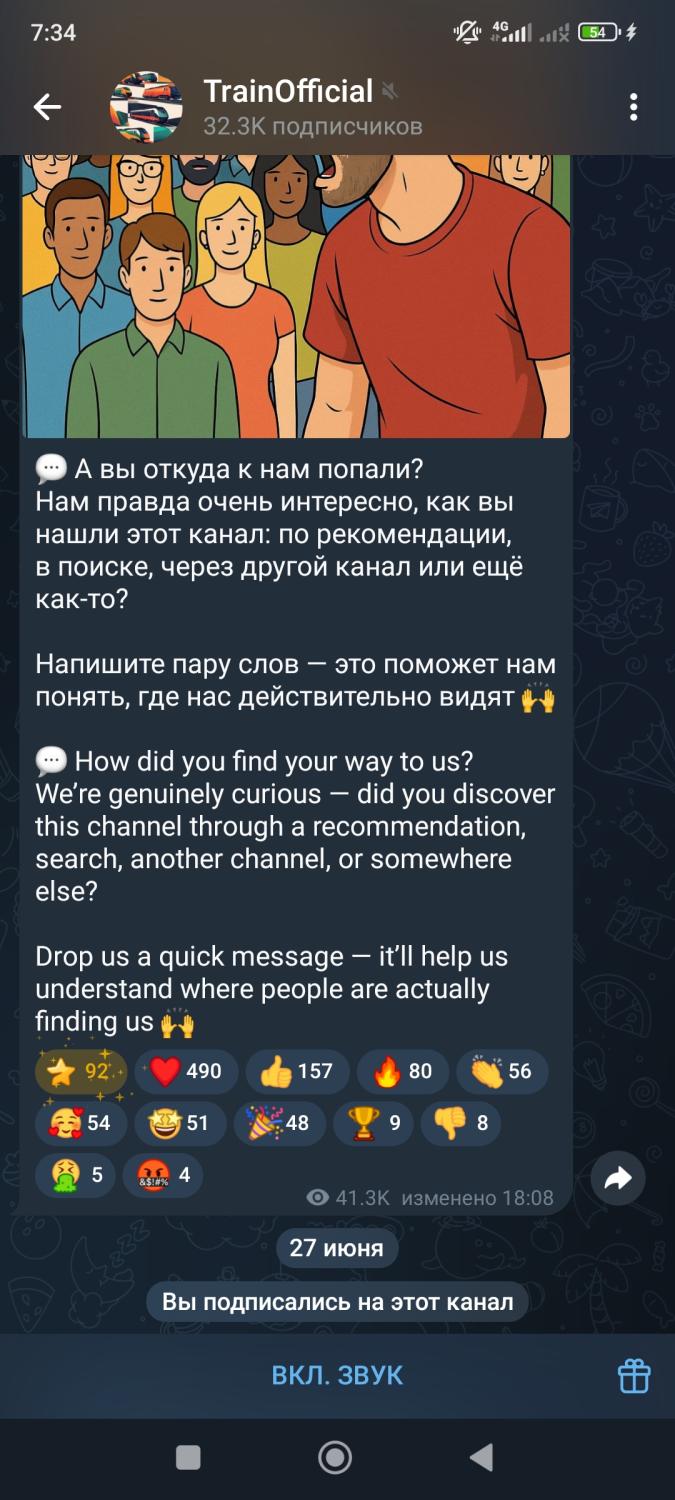 7:34
4G
54
TrainOfficial
32.3K подписчиков
А вы откуда к нам попали?
Нам правда очень интересно, как вы
нашли этот канал: по рекомендации,
в поиске, через другой канал или ещё
как-то?
Напишите пару слов — это поможет нам
понять, где нас действительно видят 🙌
💬 How did you find your way to us?
We’re genuinely curious — did you discover
this channel through a recommendation,
search, another channel, or somewhere
else?
Drop us a quick message — it’ll help us
understand where people are actually
finding us 🙌
⭐ 92 ❤️ 490 👍 157 🔥 80 👏 56
🥰 54 🤩 51 🎉 48 🏆 9 👎 8
🤮 5 🤬 4
41.3K изменено 18:08
27 июня
Вы подписались на этот канал
ВКЛ. ЗВУК